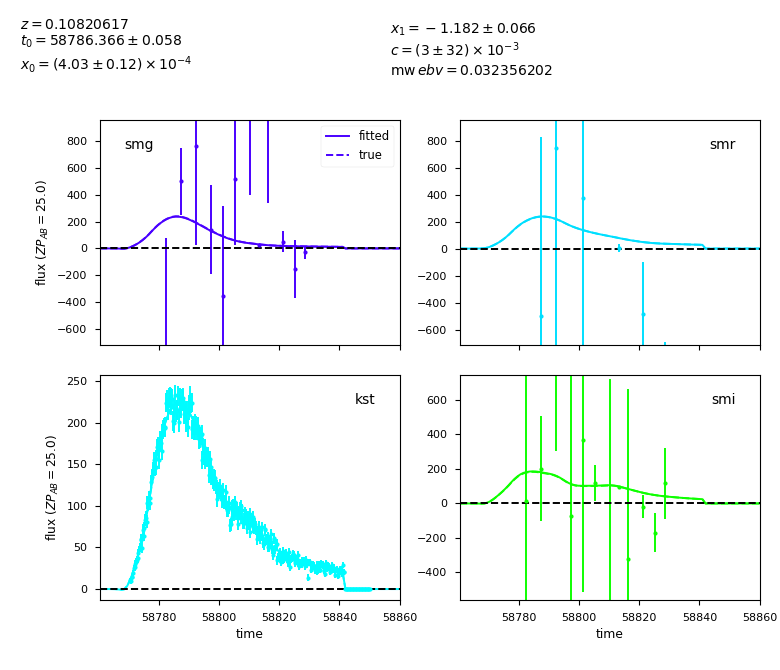 z = 0.10820617
t₀ = 58786.366 ± 0.058
x₀ = (4.03 ± 0.12) × 10⁻⁴
x₁ = −1.182 ± 0.066
c = (3 ± 32) × 10⁻³
mw ebv = 0.032356202
smg
fitted
true
800
600
400
200
0
−200
−400
−600
flux (ZP_AB = 25.0)
smr
800
600
400
200
0
−200
−400
−600
kst
250
200
150
100
50
0
flux (ZP_AB = 25.0)
58780 58800 58820 58840 58860
time
smi
600
400
200
0
−200
−400
58780 58800 58820 58840 58860
time